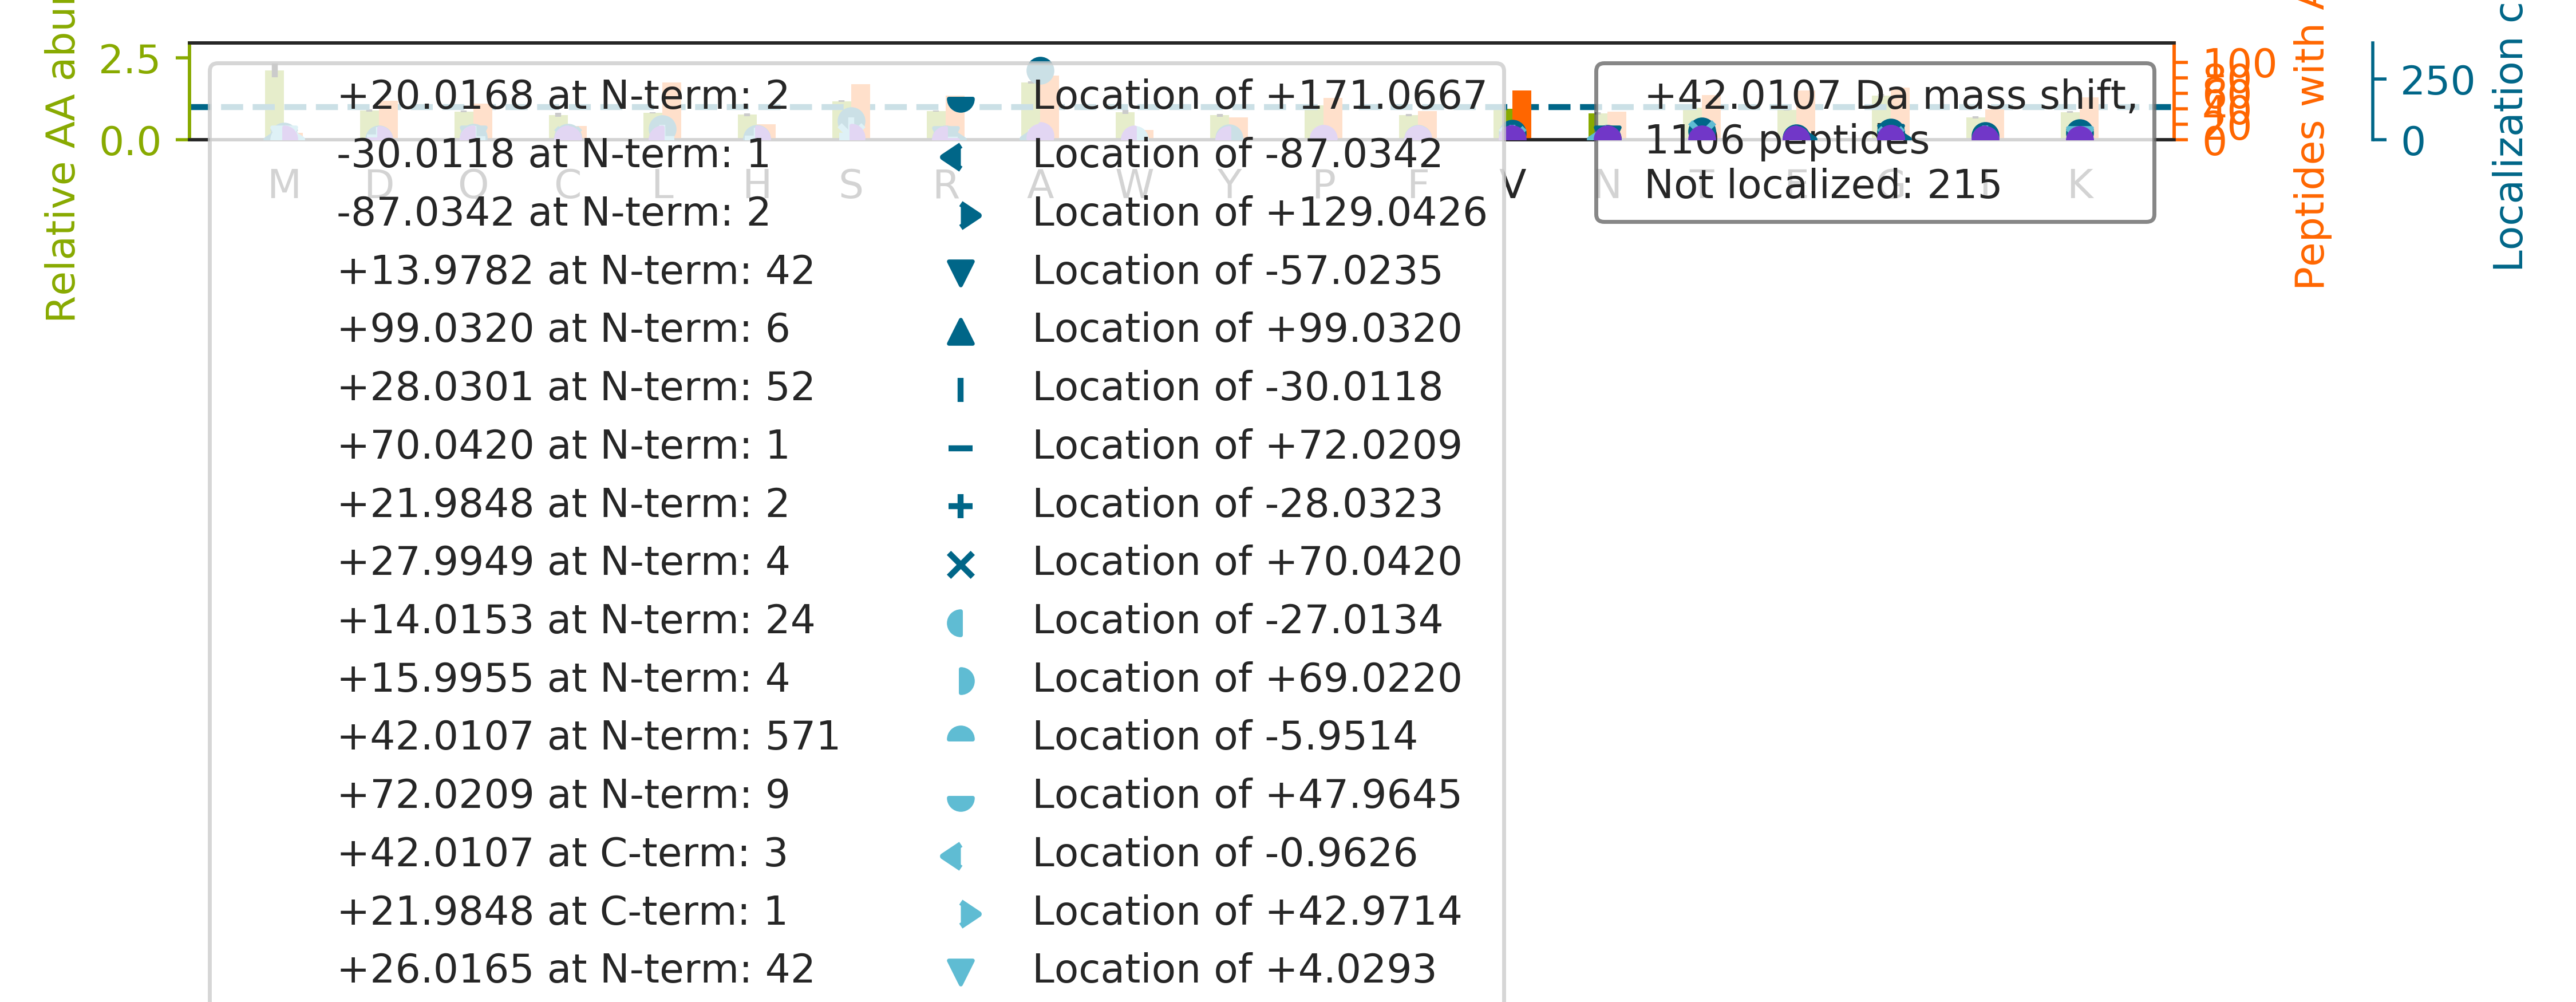 Relative AA abu
2.5
0.0
M D Q C L H S R A W Y P F V N T E G I K
+20.0168 at N-term: 2
-30.0118 at N-term: 1
-87.0342 at N-term: 2
+13.9782 at N-term: 42
+99.0320 at N-term: 6
+28.0301 at N-term: 52
+70.0420 at N-term: 1
+21.9848 at N-term: 2
+27.9949 at N-term: 4
+14.0153 at N-term: 24
+15.9955 at N-term: 4
+42.0107 at N-term: 571
+72.0209 at N-term: 9
+42.0107 at C-term: 3
+21.9848 at C-term: 1
+26.0165 at N-term: 42
Location of +171.0667
Location of -87.0342
Location of +129.0426
Location of -57.0235
Location of +99.0320
Location of -30.0118
Location of +72.0209
Location of -28.0323
Location of +70.0420
Location of -27.0134
Location of +69.0220
Location of -5.9514
Location of +47.9645
Location of -0.9626
Location of +42.9714
Location of +4.0293
+42.0107 Da mass shift,
1106 peptides
Not localized: 215
100
80
60
40
20
0
Peptides with A
250
0
Localization c